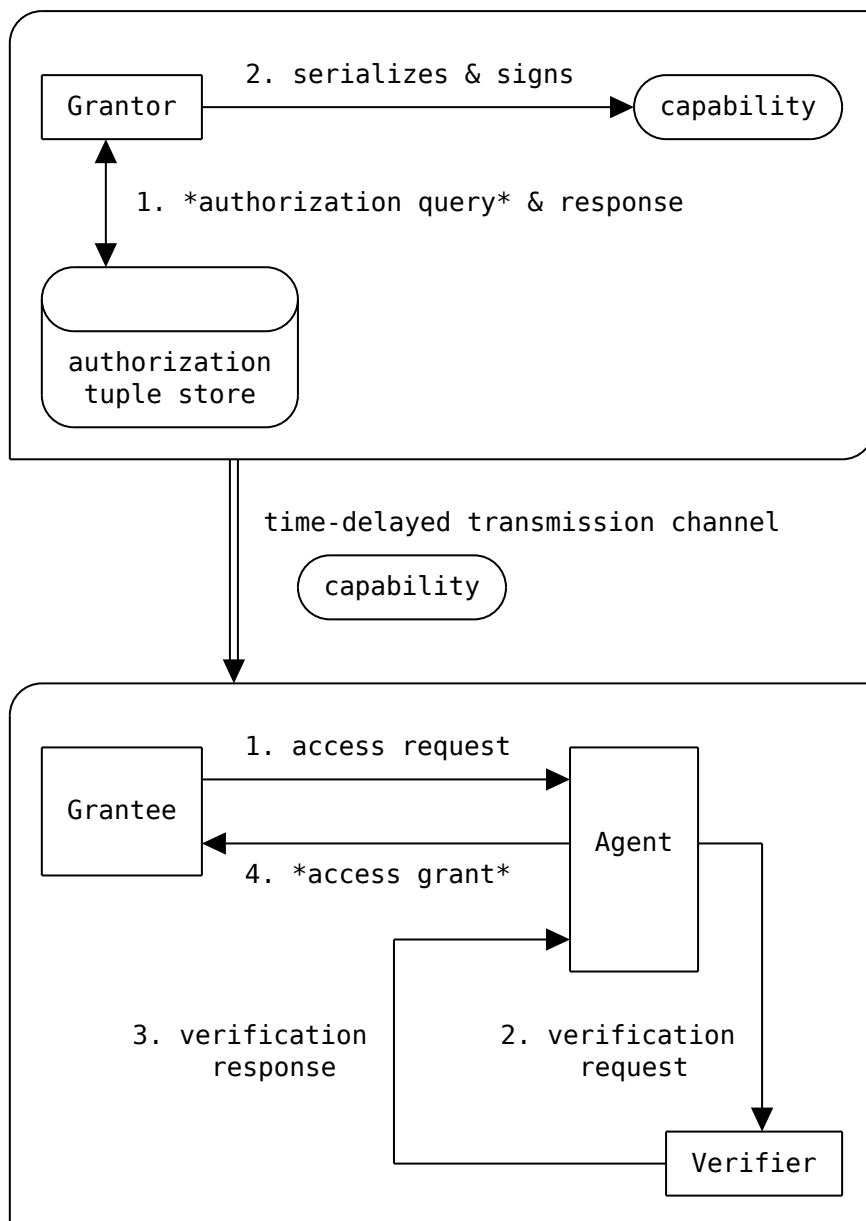 2. serializes & signs
Grantor
capability
1. *authorization query* & response
authorization
tuple store
time-delayed transmission channel
capability
1. access request
Grantee
Agent
4. *access grant*
3. verification
response
2. verification
request
Verifier